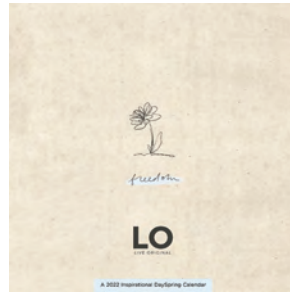 freedom
LO
LIVE ORIGINAL
A 2022 Inspirational DaySpring Calendar